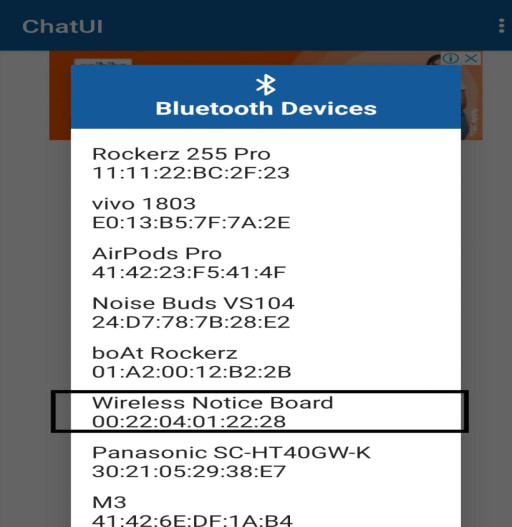 ChatUI
Bluetooth Devices
Rockerz 255 Pro
11:11:22:BC:2F:23
vivo 1803
E0:13:B5:7F:7A:2E
AirPods Pro
41:42:23:F5:41:4F
Noise Buds VS104
24:D7:78:7B:28:E2
boAt Rockerz
01:A2:00:12:B2:2B
Wireless Notice Board
00:22:04:01:22:28
Panasonic SC-HT40GW-K
30:21:05:29:38:E7
M3
41:42:6E:DF:1A:B4